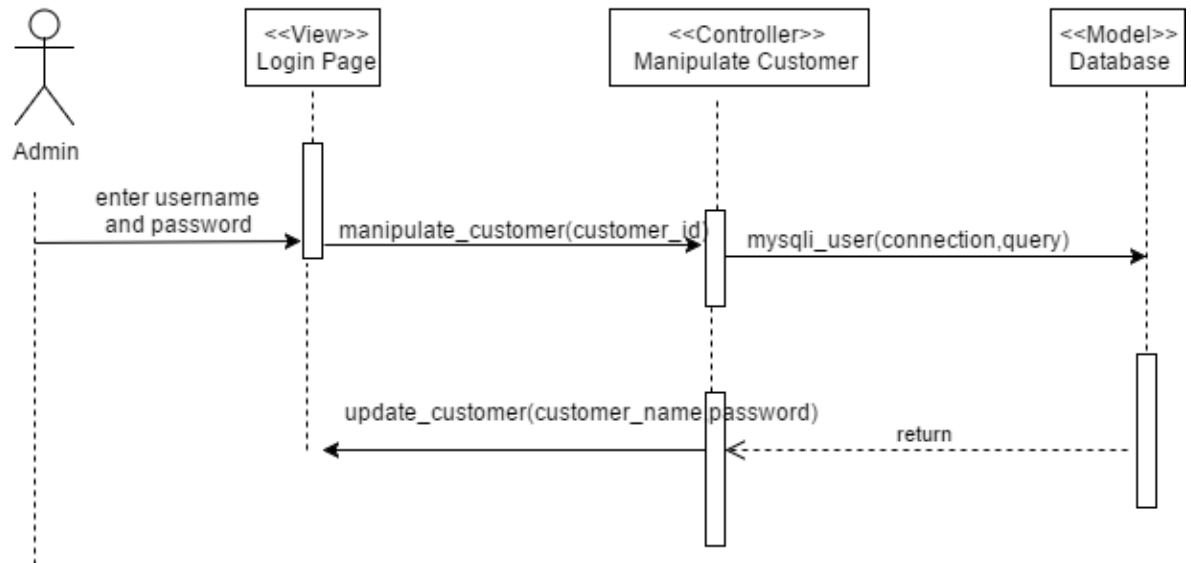 <<View>>
Login Page
<<Controller>>
Manipulate Customer
<<Model>>
Database
Admin
enter username
and password
manipulate_customer(customer_id)
mysqli_user(connection,query)
update_customer(customer_name,password)
return